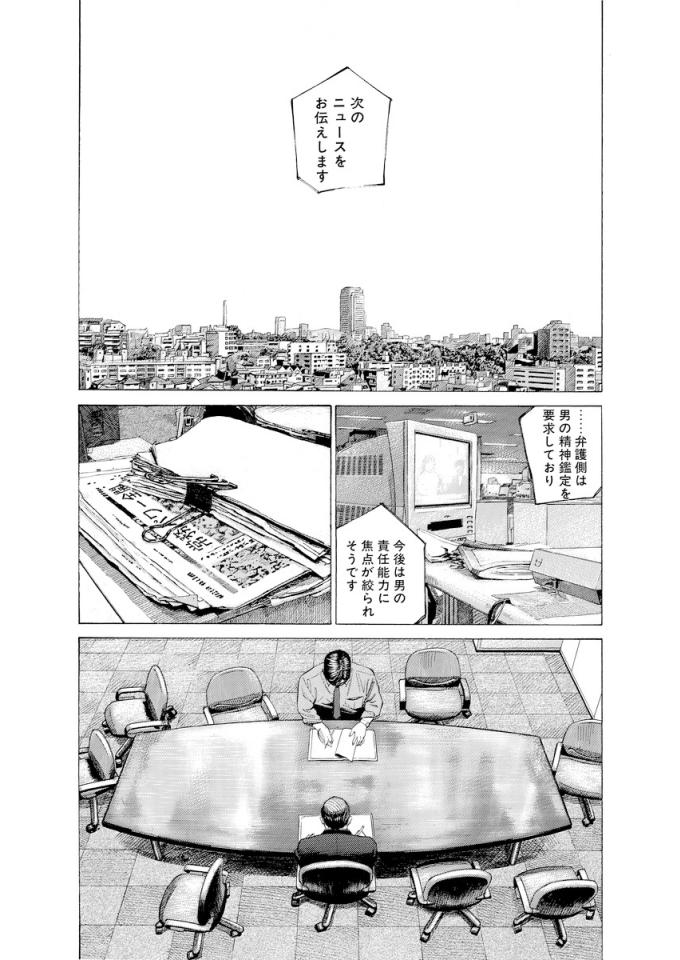 次の
ニュースを
お伝えします
……弁護側は
男の精神鑑定を
要求しており
今後は男の
責任能力に
焦点が絞られ
そうです